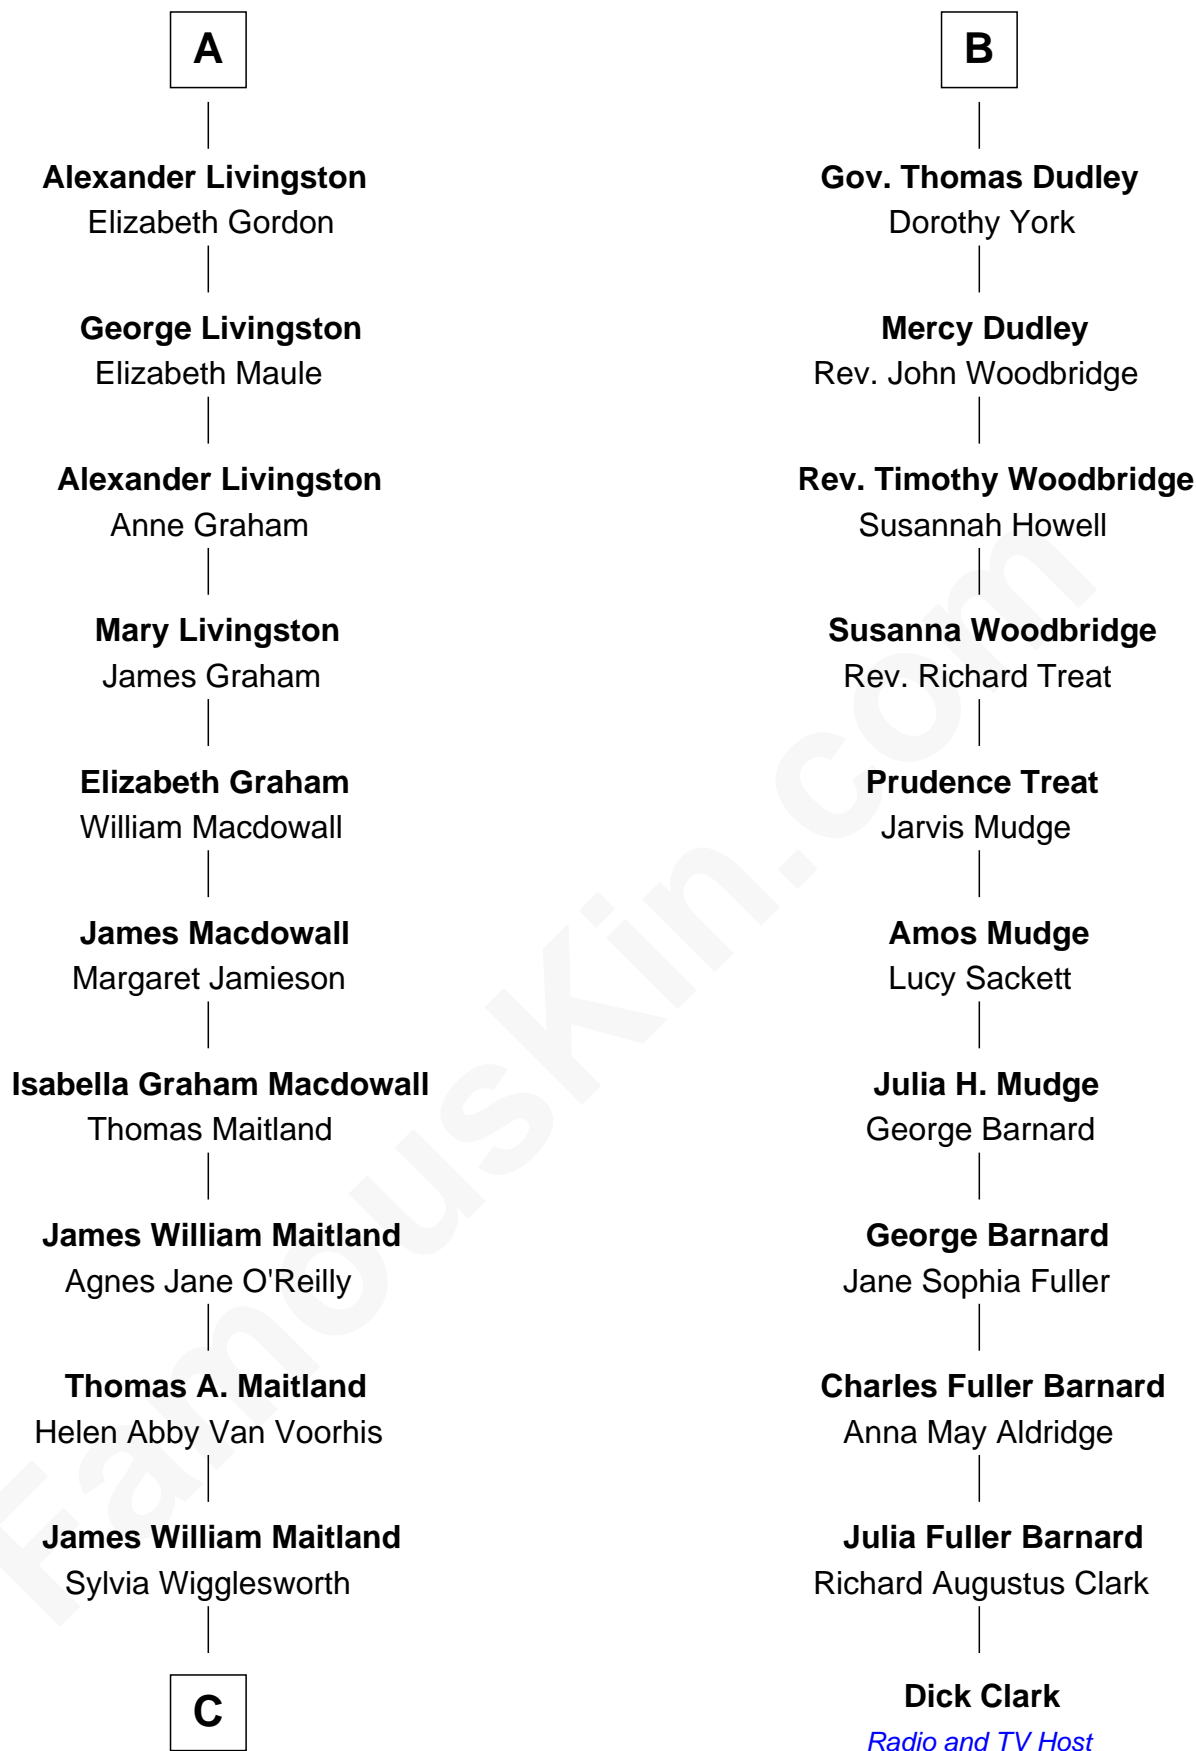 A
Alexander Livingston
Elizabeth Gordon
George Livingston
Elizabeth Maule
Alexander Livingston
Anne Graham
Mary Livingston
James Graham
Elizabeth Graham
William Macdowall
James Macdowall
Margaret Jamieson
Isabella Graham Macdowall
Thomas Maitland
James William Maitland
Agnes Jane O'Reilly
Thomas A. Maitland
Helen Abby Van Voorhis
James William Maitland
Sylvia Wigglesworth
C
B
Gov. Thomas Dudley
Dorothy York
Mercy Dudley
Rev. John Woodbridge
Rev. Timothy Woodbridge
Susannah Howell
Susanna Woodbridge
Rev. Richard Treat
Prudence Treat
Jarvis Mudge
Amos Mudge
Lucy Sackett
Julia H. Mudge
George Barnard
George Barnard
Jane Sophia Fuller
Charles Fuller Barnard
Anna May Aldridge
Julia Fuller Barnard
Richard Augustus Clark
Dick Clark
Radio and TV Host
FamousKin.com